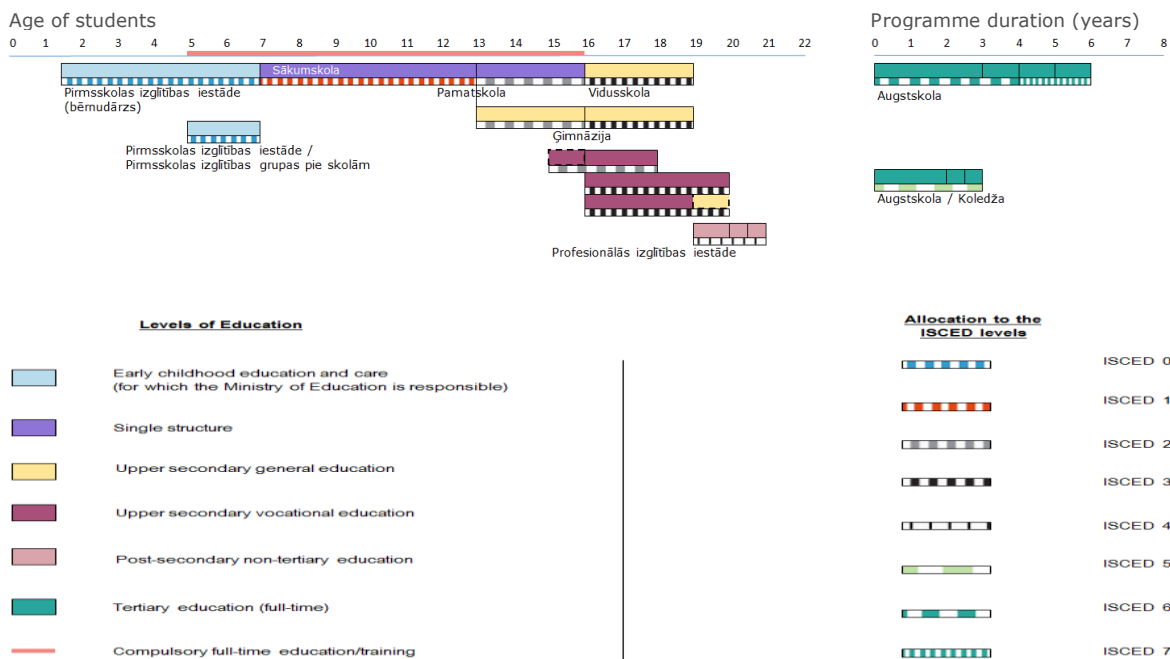 Age of students
Programme duration (years)
0 1 2 3 4 5 6 7 8 9 10 11 12 13 14 15 16 17 18 19 20 21 22
0 1 2 3 4 5 6 7 8
Sākumskola
Pirmsskolas izglītības iestāde
(bērnudārzs)
Pamatskola
Vidusskola
Augstskola
Ģimnāzija
Pirmsskolas izglītības iestāde /
Pirmsskolas izglītības grupas pie skolām
Augstskola / Koledža
Profesionālās izglītības iestāde
Levels of Education
Allocation to the
ISCED levels
Early childhood education and care
(for which the Ministry of Education is responsible)
ISCED 0
Single structure
ISCED 1
Upper secondary general education
ISCED 2
ISCED 3
Upper secondary vocational education
ISCED 4
Post-secondary non-tertiary education
ISCED 5
Tertiary education (full-time)
ISCED 6
Compulsory full-time education/training
ISCED 7